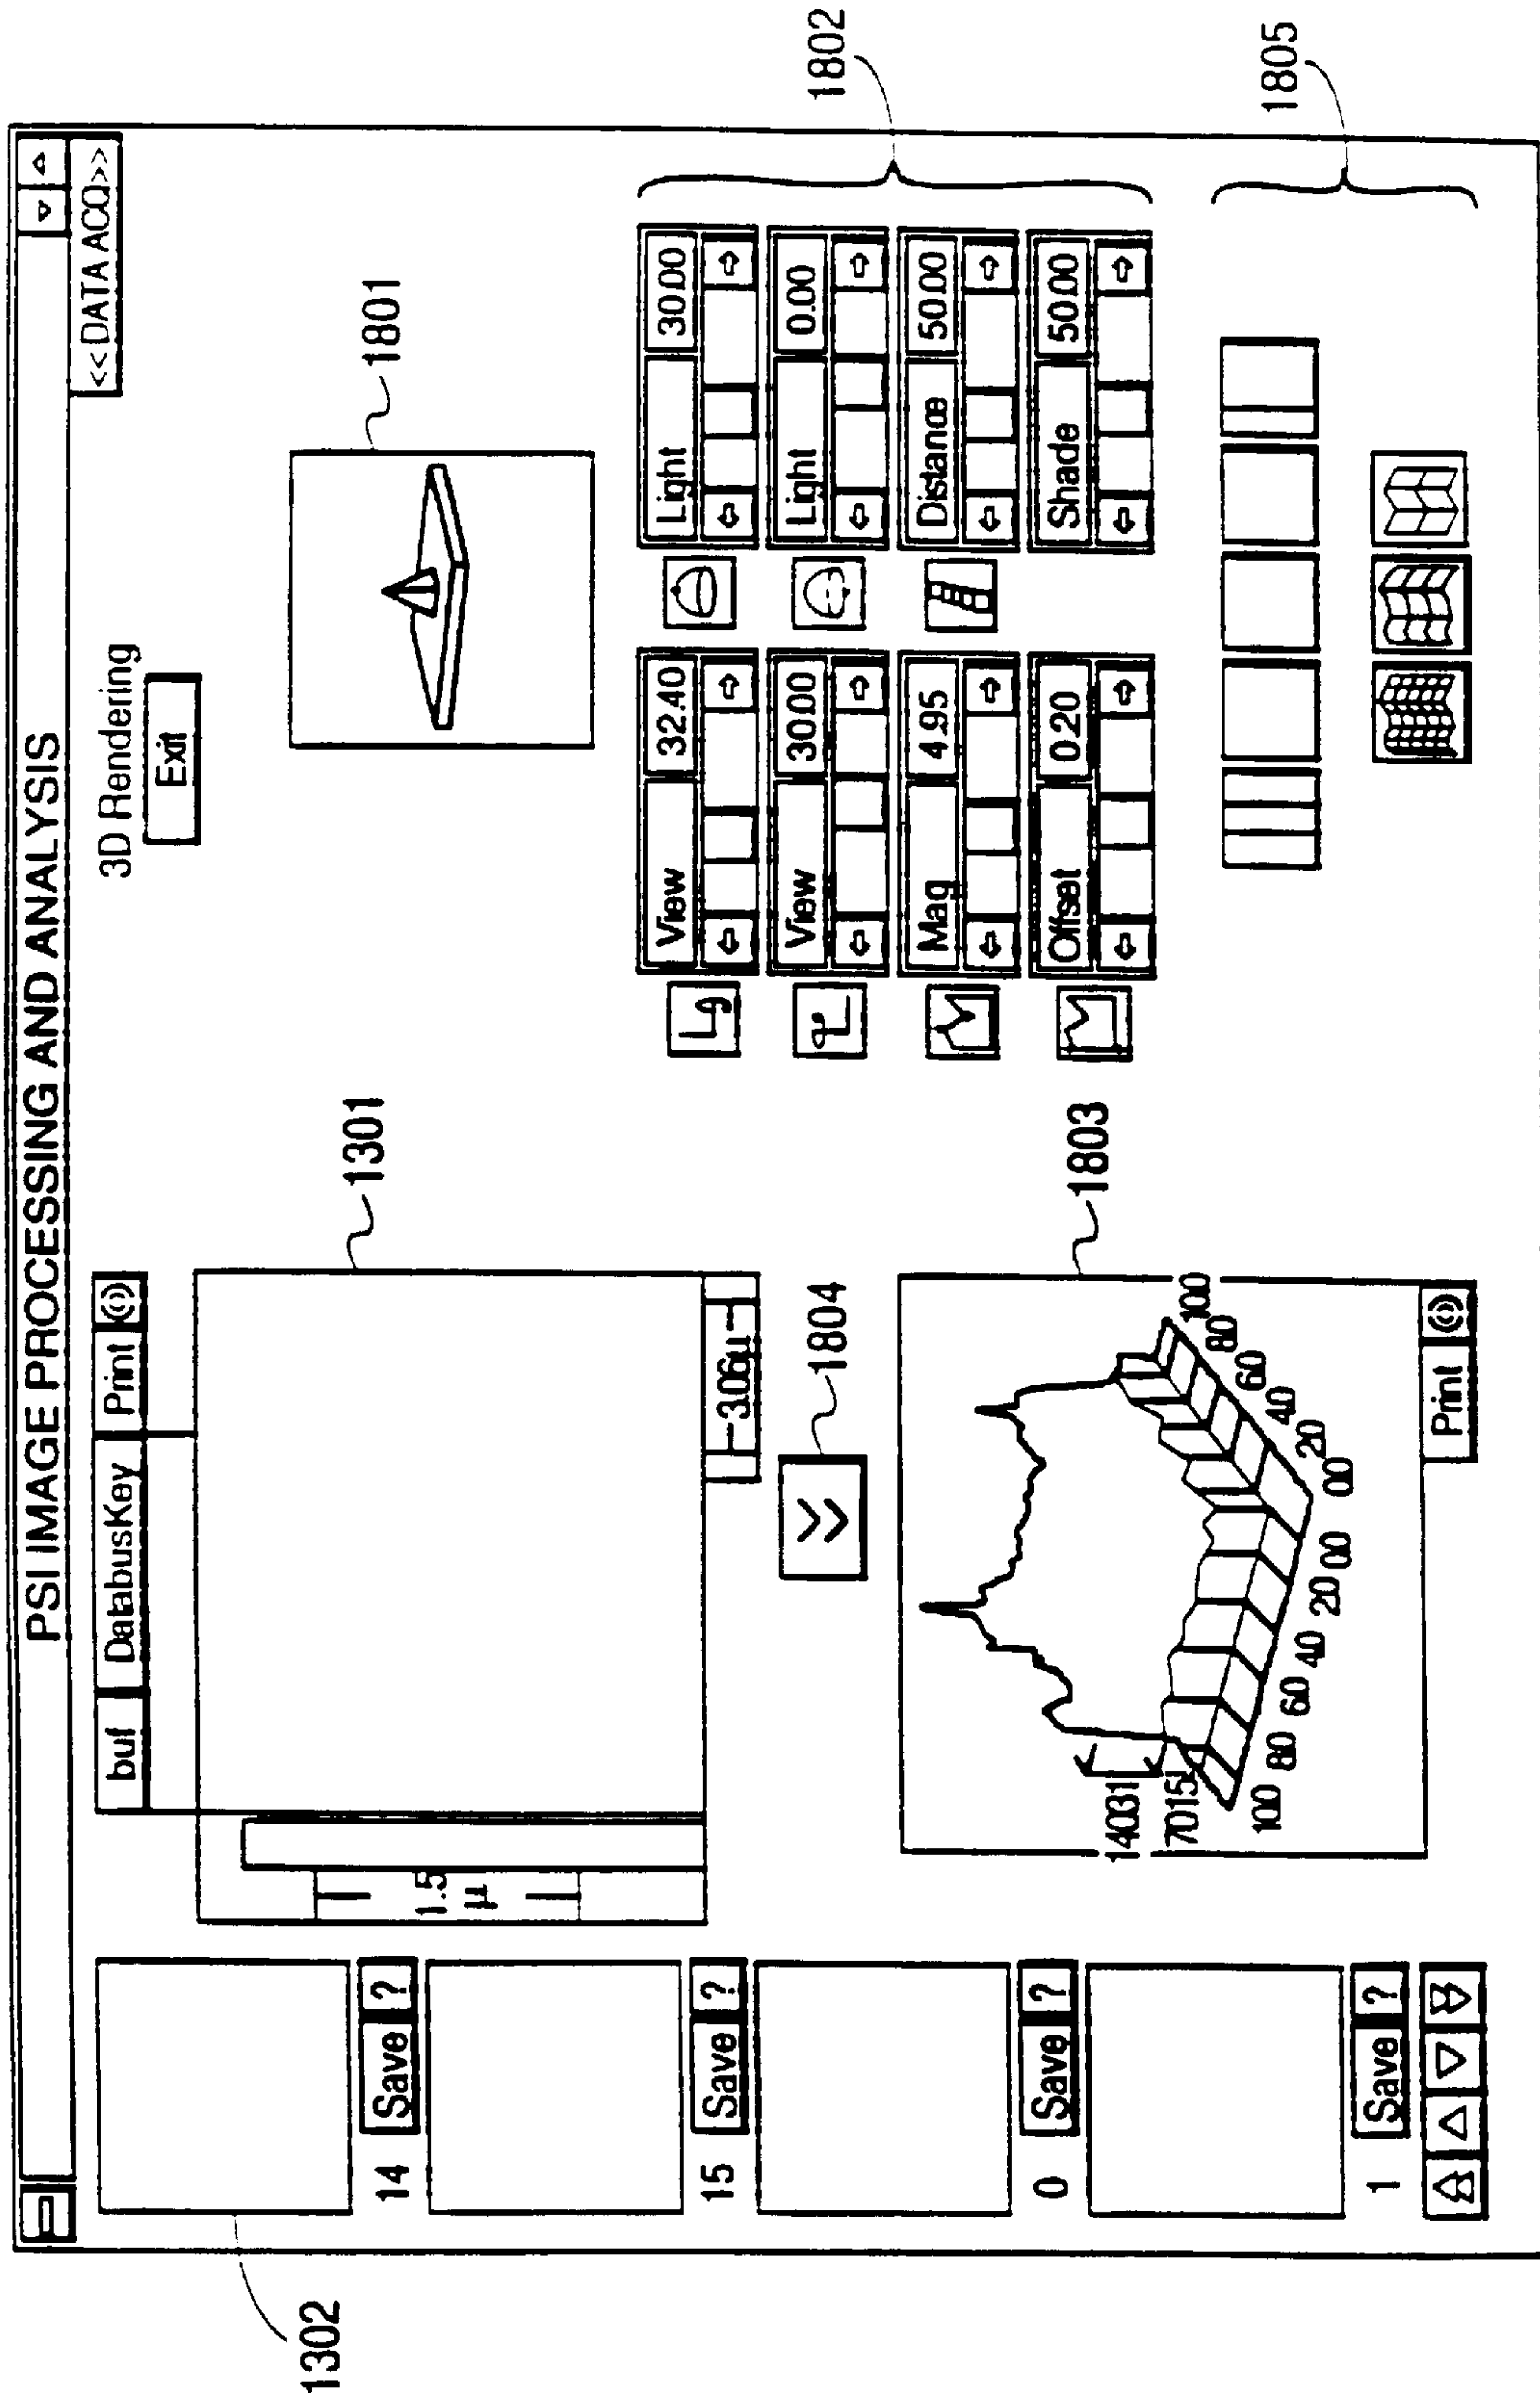 PSI IMAGE PROCESSING AND ANALYSIS
<<DATA ACQ>>
3D Rendering
Exit
buf DatabusKey Print
1301
1302
1.5
μ
3.06μ
14 Save ?
15 Save ?
0 Save ?
1 Save ?
1801
1804
View 32.40 Light 30.00
View 30.00 Light 0.00
Mag 4.95 Distance 50.00
Offset 0.20 Shade 50.00
1802
1803
14031
7015
100 80 60 40 20 00
00 20 40 60 80 100
Print
1805